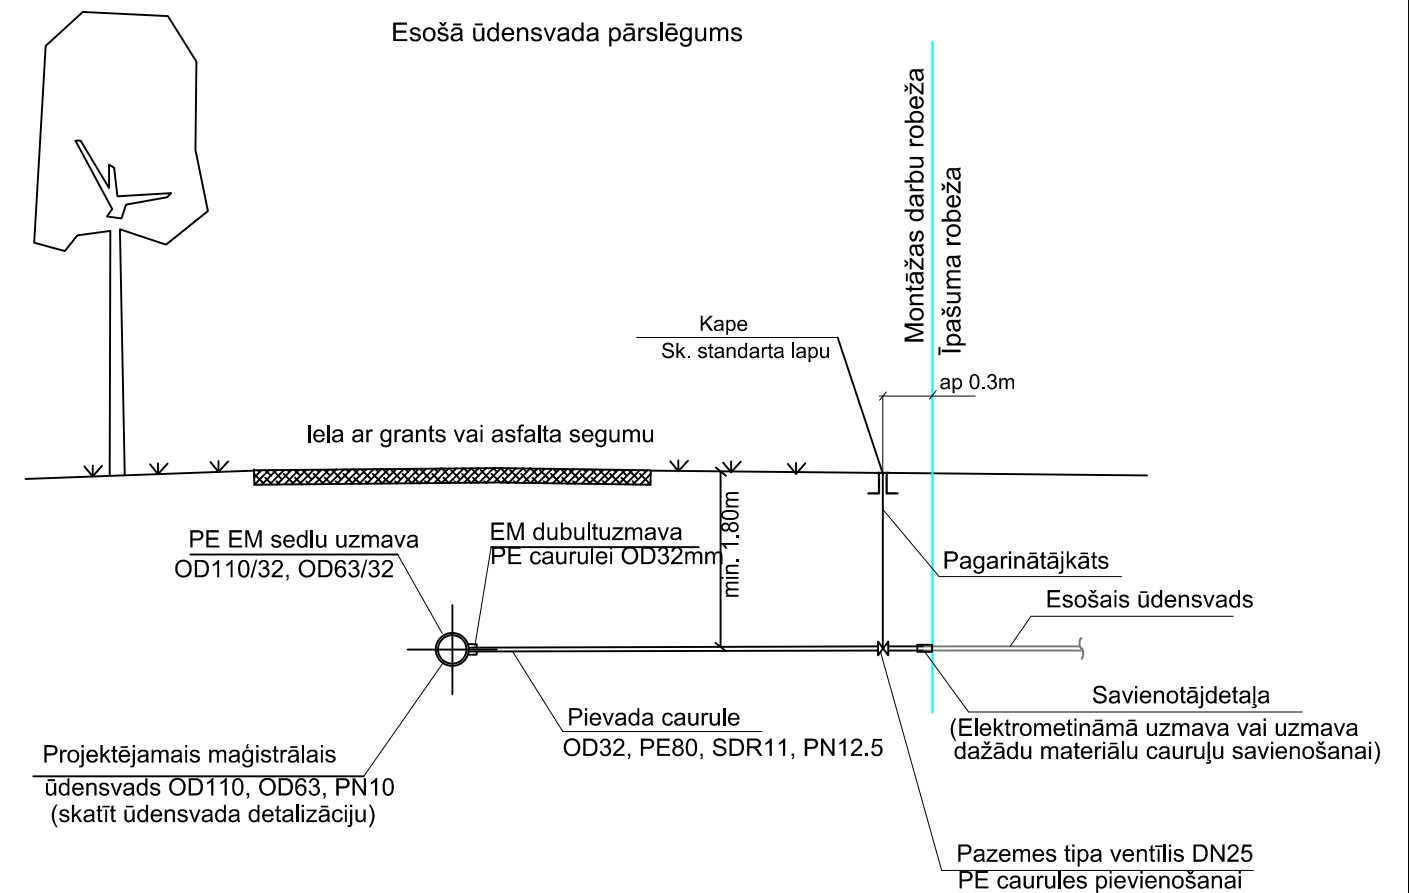 Esošā ūdensvada pārslēgums
Montāžas darbu robeža
Īpašuma robeža
Kape
Sk. standarta lapu
ap 0.3m
Iela ar grants vai asfalta segumu
PE EM sedlu uzmava
OD110/32, OD63/32
EM dubultuzmava
PE caurulei OD32mm
min. 1.80m
Pagarinātājkāts
Esošais ūdensvads
Savienotājdetaļa
(Elektrometināmā uzmava vai uzmava
dažādu materiālu cauruļu savienošanai)
Pievada caurule
OD32, PE80, SDR11, PN12.5
Projektējamais maģistrālais
ūdensvads OD110, OD63, PN10
(skatīt ūdensvada detalizāciju)
Pazemes tipa ventīlis DN25
PE caurules pievienošanai